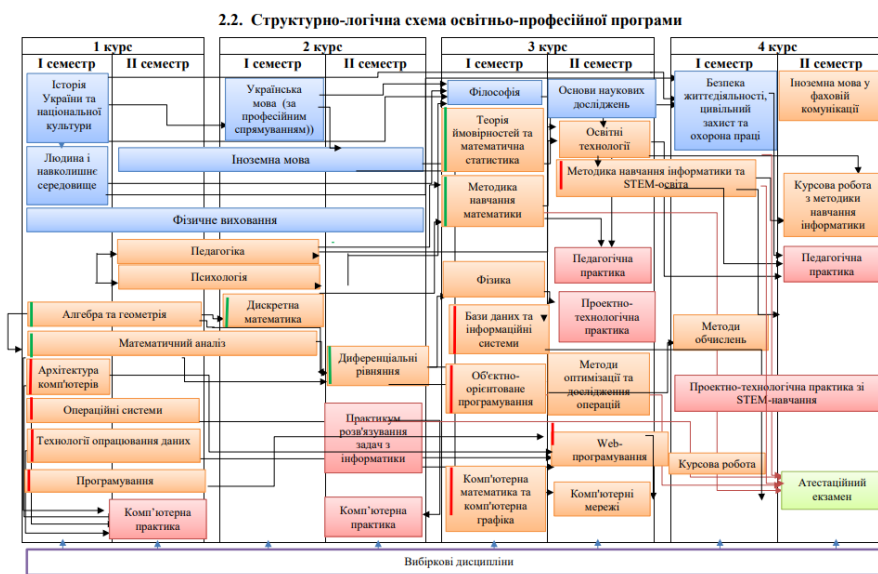 2.2. Структурно-логічна схема освітньо-професійної програми
1 курс
2 курс
3 курс
4 курс
І семестр
ІІ семестр
І семестр
ІІ семестр
І семестр
ІІ семестр
І семестр
ІІ семестр
Історія
України та
національної
культури
Українська
мова (за
професійним
спрямуванням))
Філософія
Основи наукових
досліджень
Безпека
життєдіяльності,
цивільний
захист та
охорона праці
Іноземна мова у
фаховій
комунікації
Людина і
навколишнє
середовище
Іноземна мова
Теорія
ймовірностей та
математична
статистика
Освітні
технології
Методика навчання інформатики та
STEM-освіта
Методика
навчання
математики
Курсова робота
з методики
навчання
інформатики
Фізичне виховання
Педагогіка
Психологія
Педагогічна
практика
Педагогічна
практика
Фізика
Проектно-
технологічна
практика
Алгебра та геометрія
Дискретна
математика
Бази даних та
інформаційні
системи
Методи
обчислень
Математичний аналіз
Диференціальні
рівняння
Архітектура
комп'ютерів
Об'єктно-
орієнтоване
програмування
Методи
оптимізації та
дослідження
операцій
Проектно-технологічна практика зі
STEM-навчання
Операційні системи
Практикум
розв'язування
задач з
інформатики
Технології опрацювання даних
Web-
програмування
Курсова робота
Програмування
Комп'ютерна
математика та
комп'ютерна
графіка
Комп'ютерні
мережі
Атестаційний
екзамен
Комп’ютерна
практика
Комп’ютерна
практика
Вибіркові дисципліни